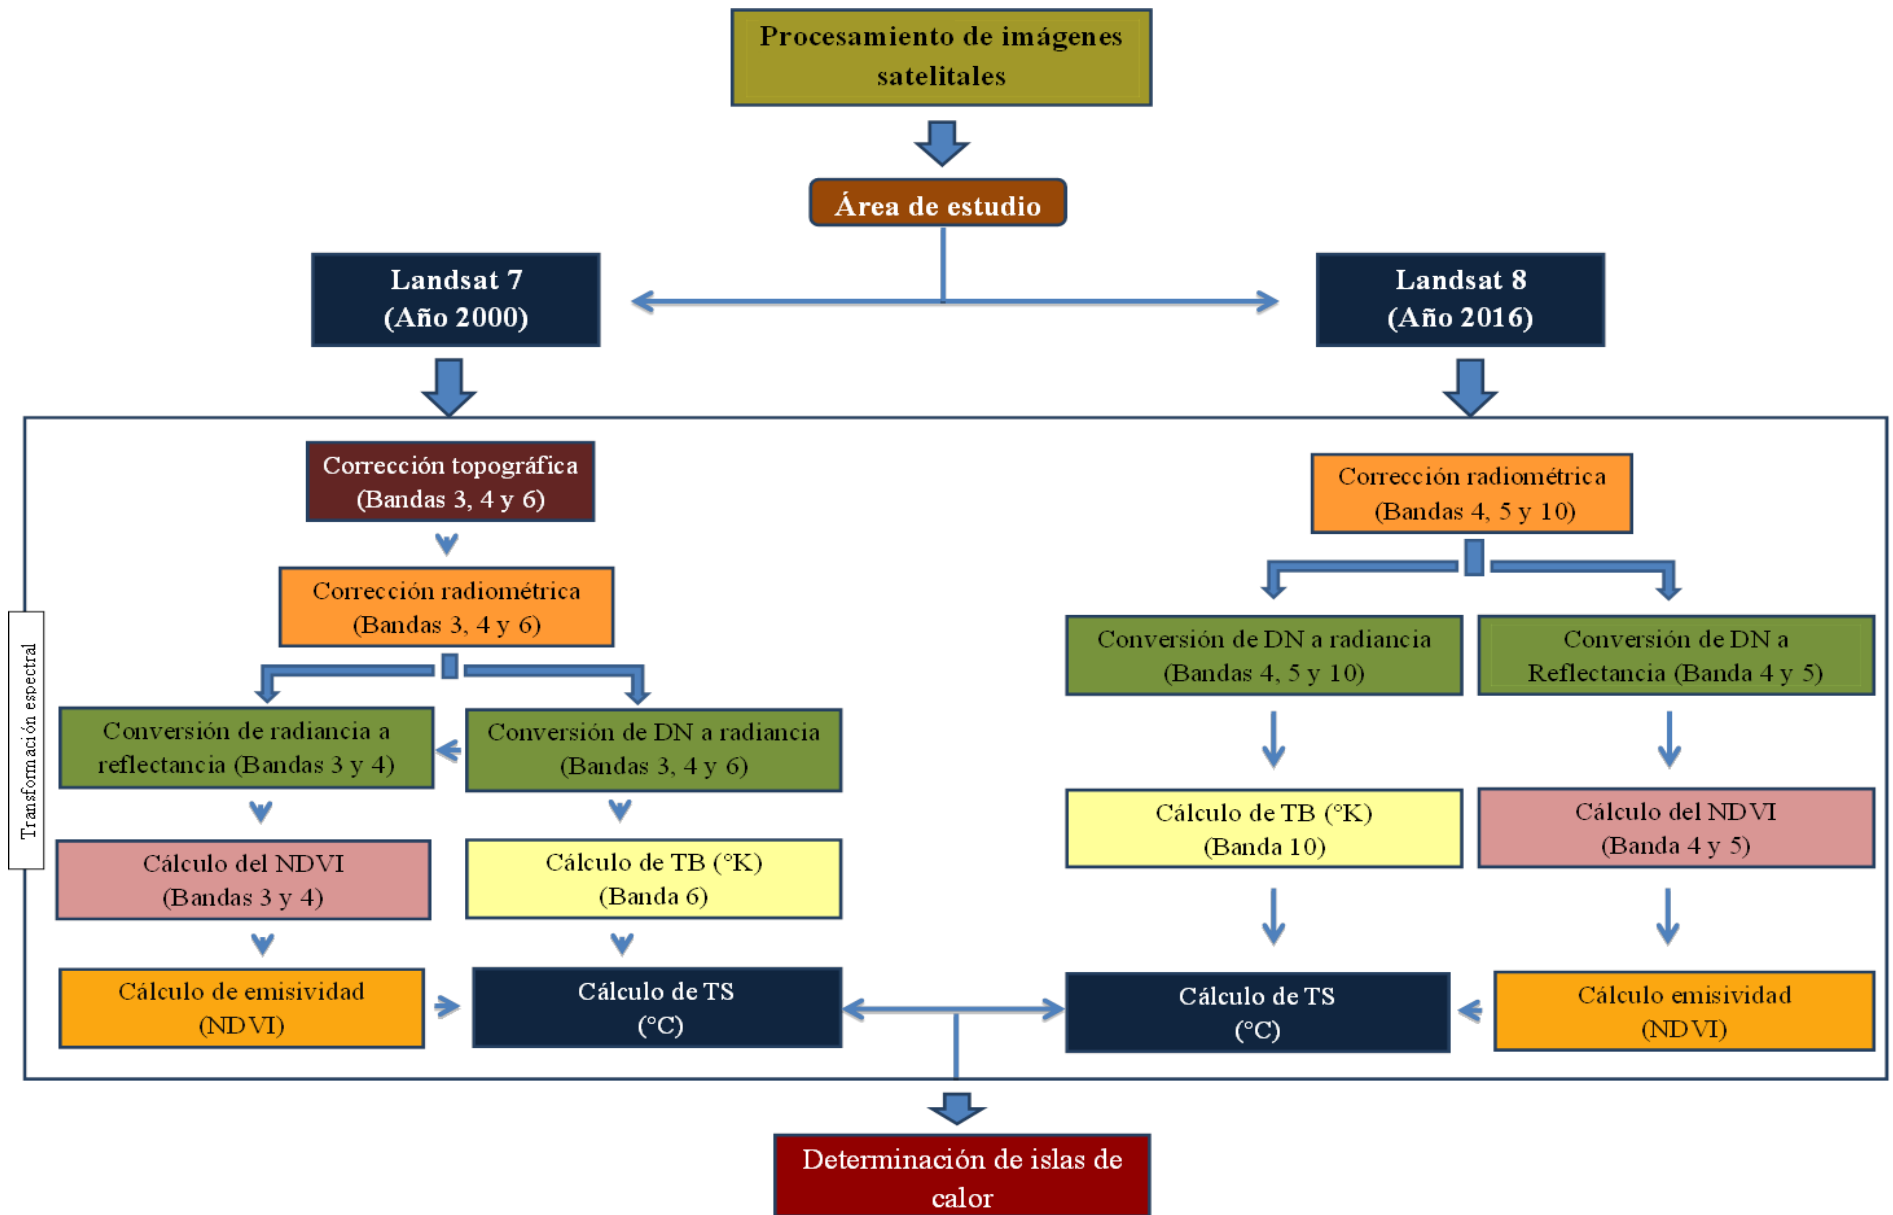 Procesamiento de imágenes
satelitales
Área de estudio
Landsat 7
(Año 2000)
Landsat 8
(Año 2016)
Transformación espectral
Corrección topográfica
(Bandas 3, 4 y 6)
Corrección radiométrica
(Bandas 3, 4 y 6)
Conversión de radiancia a
reflectancia (Bandas 3 y 4)
Conversión de DN a radiancia
(Bandas 3, 4 y 6)
Cálculo del NDVI
(Bandas 3 y 4)
Cálculo de TB (°K)
(Banda 6)
Cálculo de emisividad
(NDVI)
Cálculo de TS
(°C)
Corrección radiométrica
(Bandas 4, 5 y 10)
Conversión de DN a radiancia
(Bandas 4, 5 y 10)
Conversión de DN a
Reflectancia (Banda 4 y 5)
Cálculo de TB (°K)
(Banda 10)
Cálculo del NDVI
(Banda 4 y 5)
Cálculo de TS
(°C)
Cálculo emisividad
(NDVI)
Determinación de islas de
calor